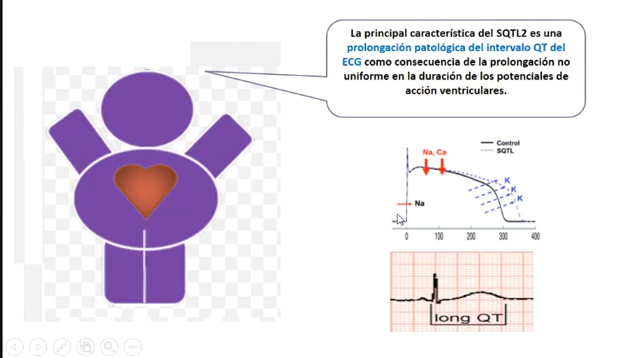 La principal característica del SQTL2 es una
prolongación patológica del intervalo QT del
ECG como consecuencia de la prolongación no
uniforme en la duración de los potenciales de
acción ventriculares.
Control
SQTL
Na, Ca
K
K
K
Na
0 100 200 300 400
long QT